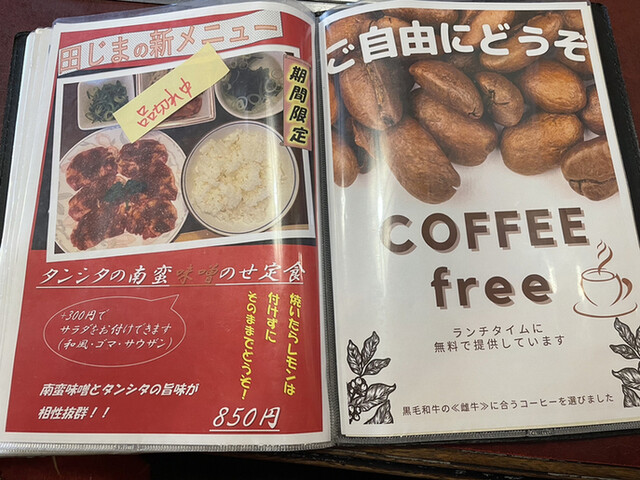 田じまの新メニュー
品切れ中
期間限定
タンシタの南蛮味噌のせ定食
+300円で
サラダをお付けできます
(和風・ゴマ・サウザン)
焼いたらレモンは
付けずに
そのままでどうぞ!
南蛮味噌とタンシタの旨味が
相性抜群!!
850円
ご自由にどうぞ
COFFEE
free
ランチタイムに
無料で提供しています
黒毛和牛の≪雌牛≫に合うコーヒーを選びました